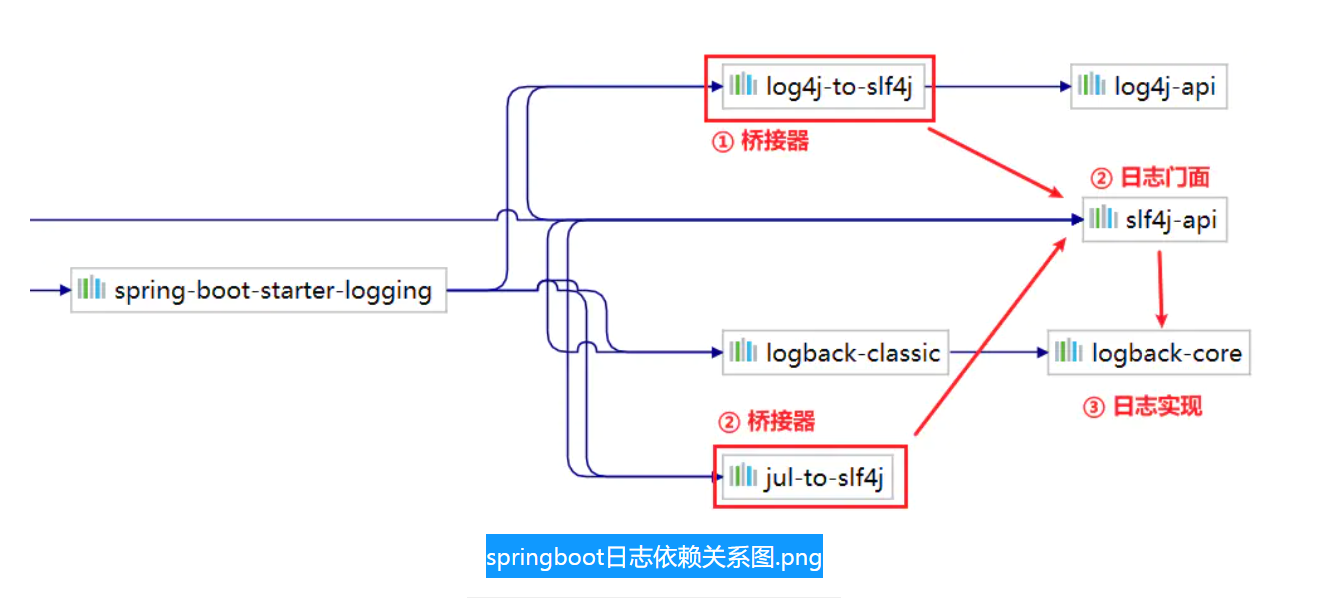 log4j-to-slf4j
log4j-api
① 桥接器
② 日志门面
slf4j-api
spring-boot-starter-logging
logback-classic
logback-core
③ 日志实现
② 桥接器
jul-to-slf4j
springboot日志依赖关系图.png